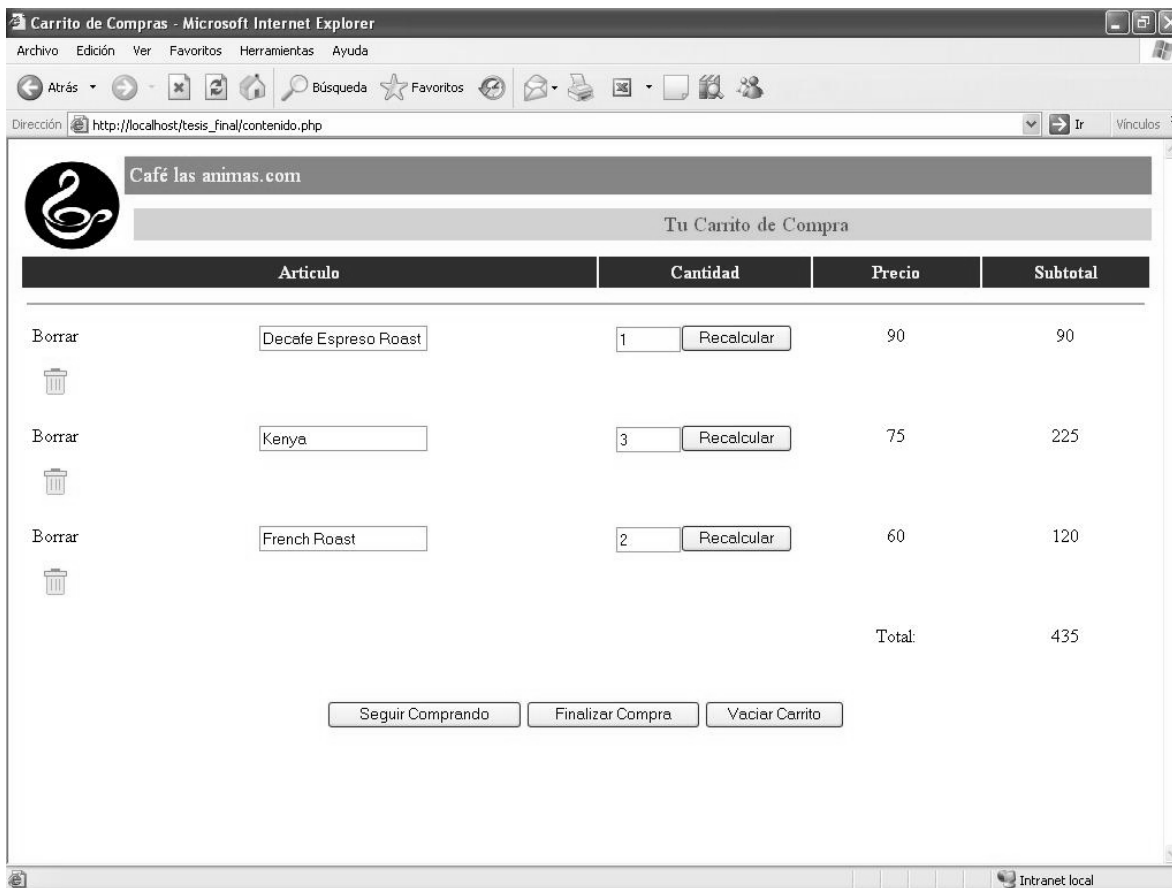 Carrito de Compras - Microsoft Internet Explorer
Archivo Edición Ver Favoritos Herramientas Ayuda
Atrás Búsqueda Favoritos
Dirección http://localhost/tesis_final/contenido.php Ir Vínculos
Café las animas.com
Tu Carrito de Compra
Articulo Cantidad Precio Subtotal
Borrar Decafe Espreso Roast 1 Recalcular 90 90
Borrar Kenya 3 Recalcular 75 225
Borrar French Roast 2 Recalcular 60 120
Total: 435
Seguir Comprando Finalizar Compra Vaciar Carrito
Intranet local